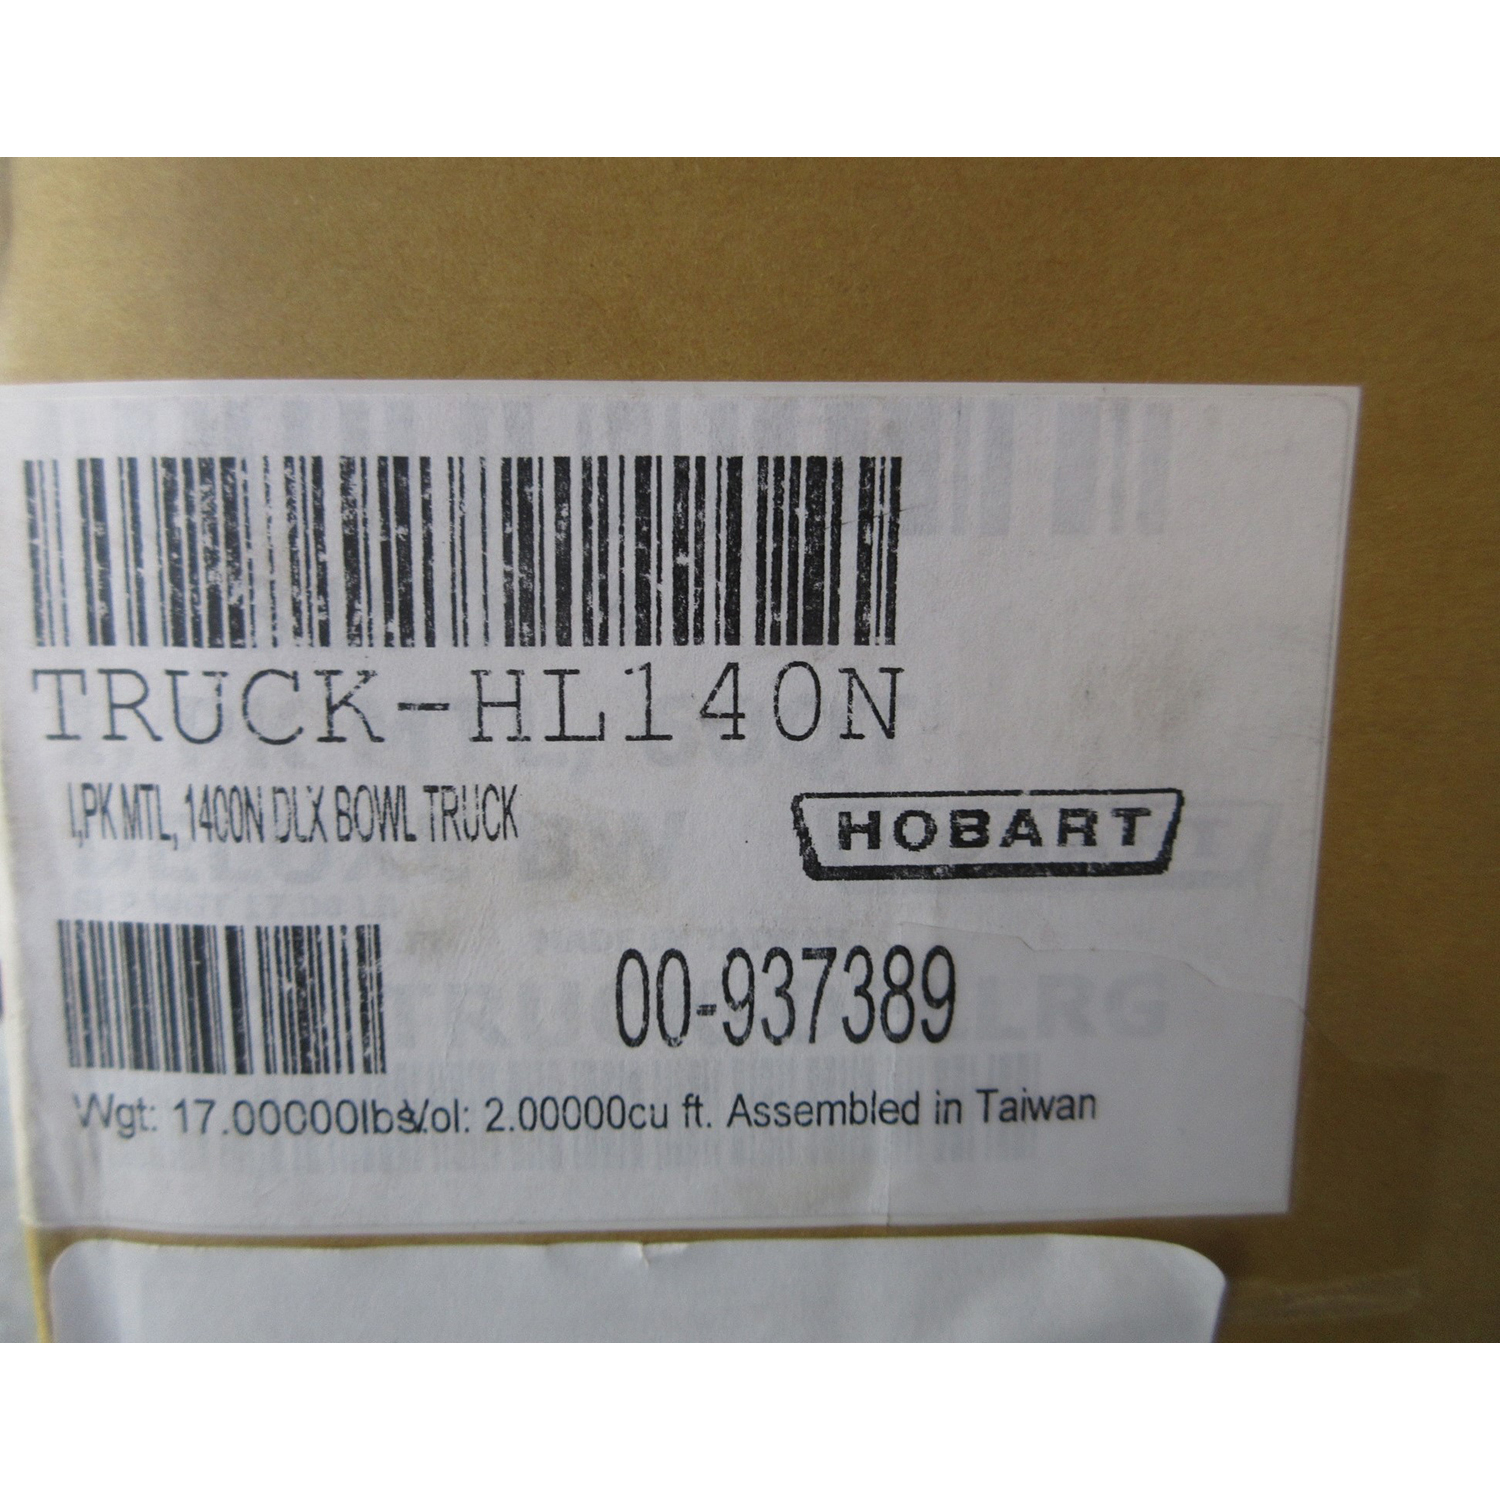 TRUCK-HL140N
I,PK MTL, 1400N DLX BOWL TRUCK
HOBART
00-937389
Wgt: 17.00000lbs Vol: 2.00000cu ft. Assembled in Taiwan